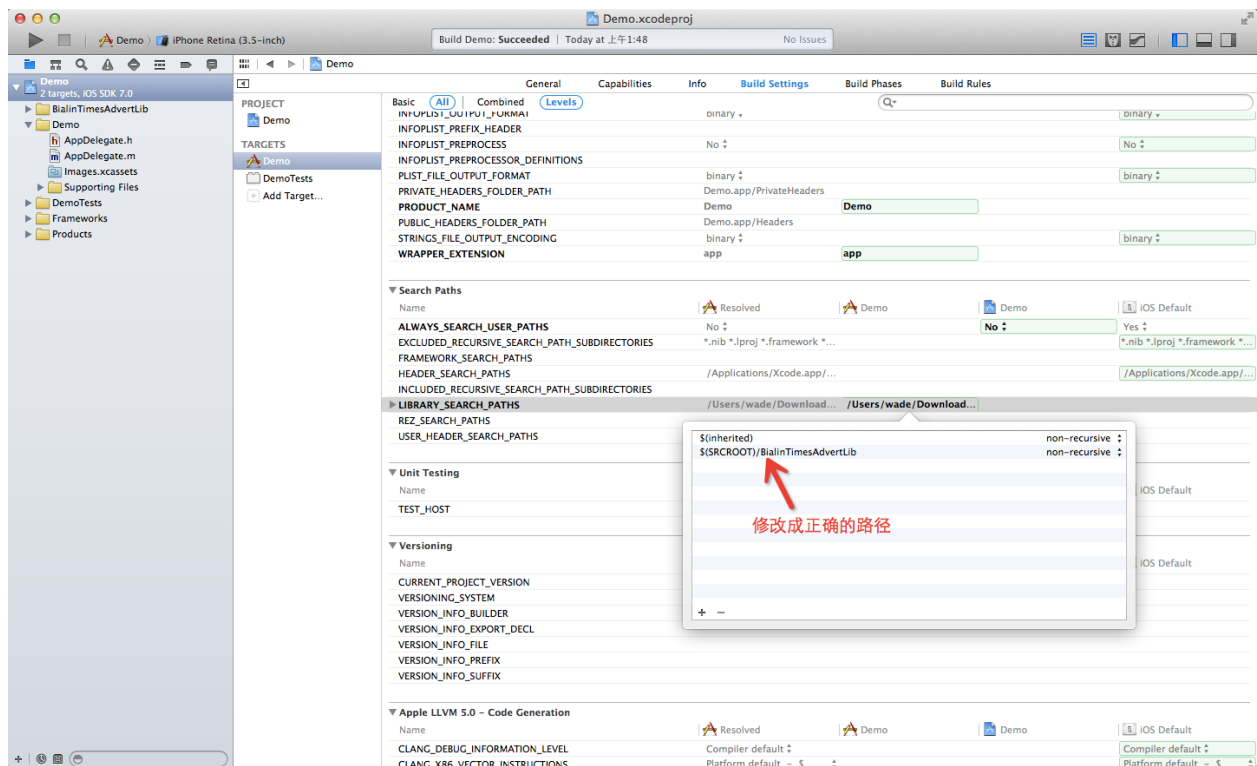 Demo.xcodeproj
Demo
iPhone Retina (3.5-inch)
Build Demo: Succeeded | Today at 上午1:48
No Issues
Demo
Demo
2 targets, iOS SDK 7.0
BialinTimesAdvertLib
Demo
AppDelegate.h
AppDelegate.m
Images.xcassets
Supporting Files
DemoTests
Frameworks
Products
PROJECT
Demo
TARGETS
Demo
DemoTests
Add Target...
General Capabilities Info Build Settings Build Phases Build Rules
Basic All Combined Levels
INFOPLIST_OUTPUT_FORMAT binary binary
INFOPLIST_PREFIX_HEADER
INFOPLIST_PREPROCESS No No
INFOPLIST_PREPROCESSOR_DEFINITIONS
PLIST_FILE_OUTPUT_FORMAT binary binary
PRIVATE_HEADERS_FOLDER_PATH Demo.app/PrivateHeaders
PRODUCT_NAME Demo Demo
PUBLIC_HEADERS_FOLDER_PATH Demo.app/Headers
STRINGS_FILE_OUTPUT_ENCODING binary binary
WRAPPER_EXTENSION app app
Search Paths
Name Resolved Demo Demo iOS Default
ALWAYS_SEARCH_USER_PATHS No No Yes
EXCLUDED_RECURSIVE_SEARCH_PATH_SUBDIRECTORIES *.nib *.lproj *.framework *... *.nib *.lproj *.framework *...
FRAMEWORK_SEARCH_PATHS
HEADER_SEARCH_PATHS /Applications/Xcode.app/... /Applications/Xcode.app/...
INCLUDED_RECURSIVE_SEARCH_PATH_SUBDIRECTORIES
LIBRARY_SEARCH_PATHS /Users/wade/Download... /Users/wade/Download...
REZ_SEARCH_PATHS
USER_HEADER_SEARCH_PATHS
$(inherited) non-recursive
$(SRCROOT)/BialinTimesAdvertLib non-recursive
修改成正确的路径
Unit Testing
Name iOS Default
TEST_HOST
Versioning
Name iOS Default
CURRENT_PROJECT_VERSION
VERSIONING_SYSTEM
VERSION_INFO_BUILDER
VERSION_INFO_EXPORT_DECL
VERSION_INFO_FILE
VERSION_INFO_PREFIX
VERSION_INFO_SUFFIX
Apple LLVM 5.0 - Code Generation
Name Resolved Demo Demo iOS Default
CLANG_DEBUG_INFORMATION_LEVEL Compiler default Compiler default
CLANG_X86_VECTOR_INSTRUCTIONS Platform default - S Platform default - S